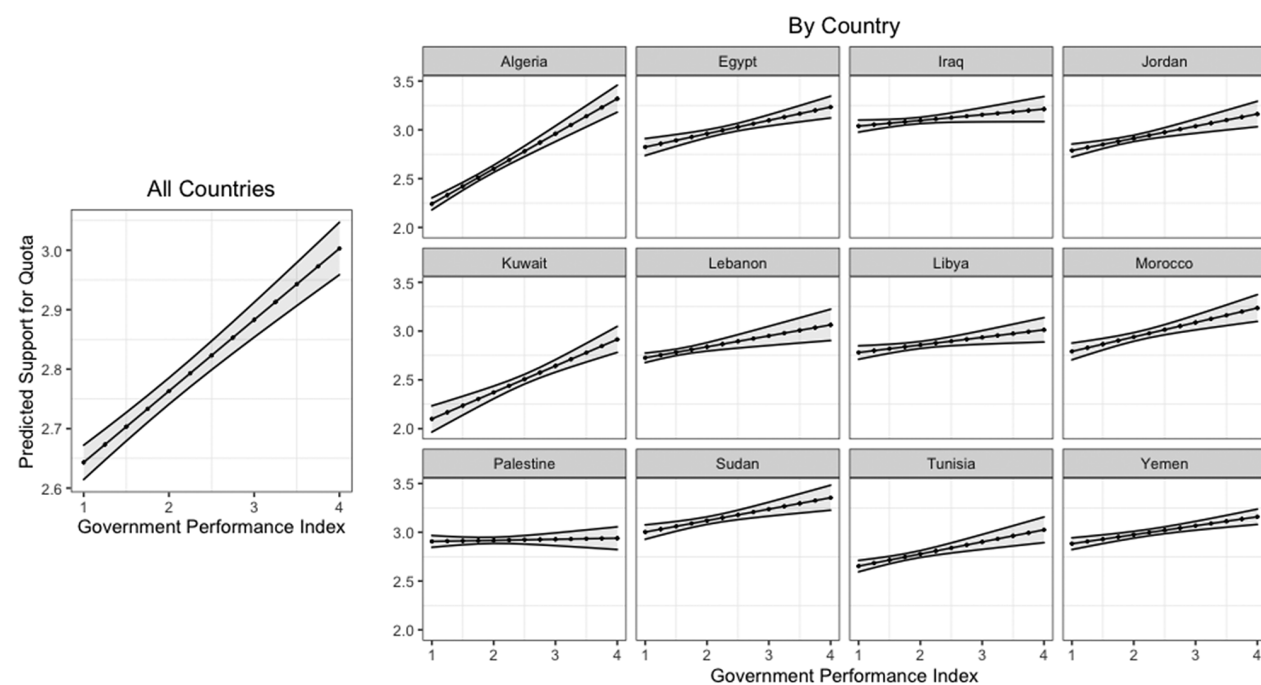 By Country
All Countries
Predicted Support for Quota
3.0
2.9
2.8
2.7
2.6
1 2 3 4
Government Performance Index
Algeria Egypt Iraq Jordan
3.5
3.0
2.5
2.0
Kuwait Lebanon Libya Morocco
3.5
3.0
2.5
2.0
Palestine Sudan Tunisia Yemen
3.5
3.0
2.5
2.0
1 2 3 4 1 2 3 4 1 2 3 4 1 2 3 4
Government Performance Index